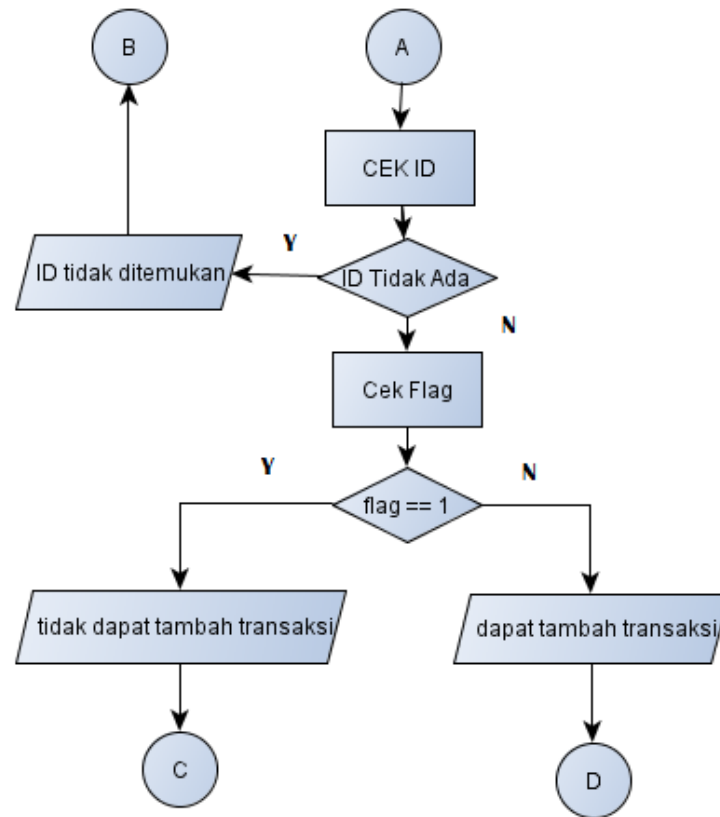 B
A
CEK ID
Y
ID tidak ditemukan
ID Tidak Ada
N
Cek Flag
Y
N
flag == 1
tidak dapat tambah transaksi
dapat tambah transaksi
C
D